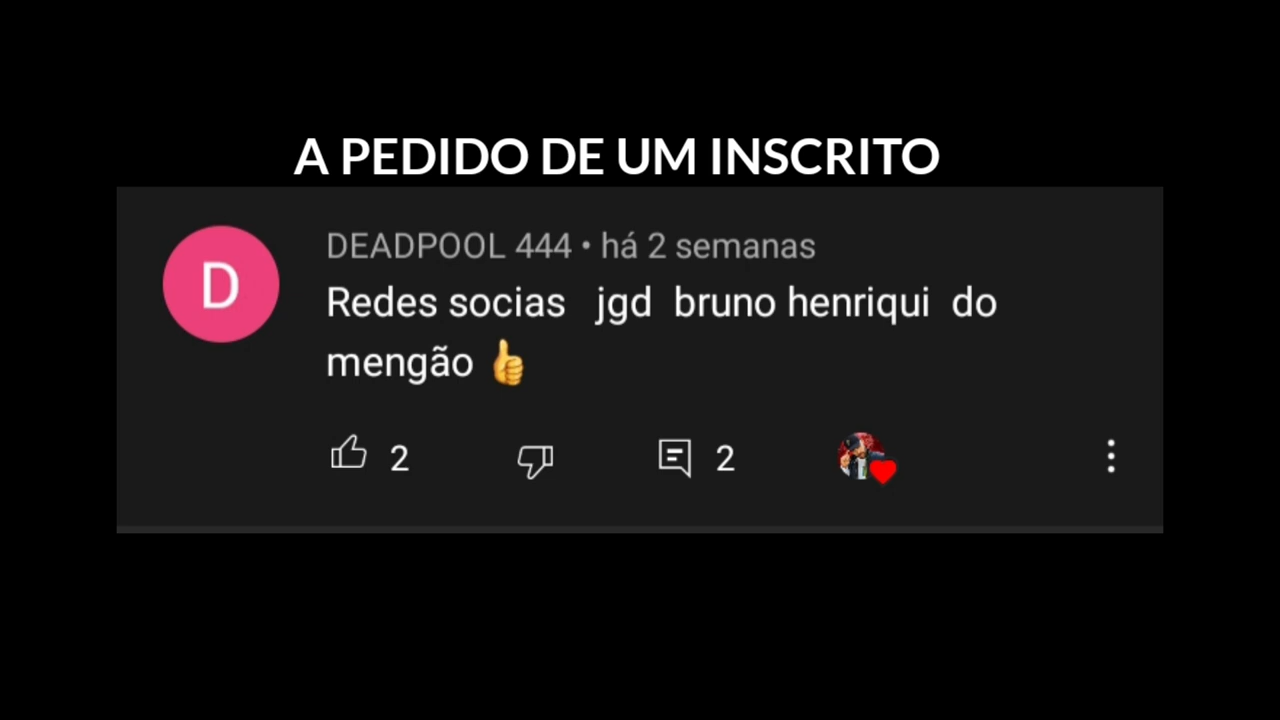 A PEDIDO DE UM INSCRITO
D
DEADPOOL 444 • há 2 semanas
Redes socias jgd bruno henriqui do
mengão 👍
2 2